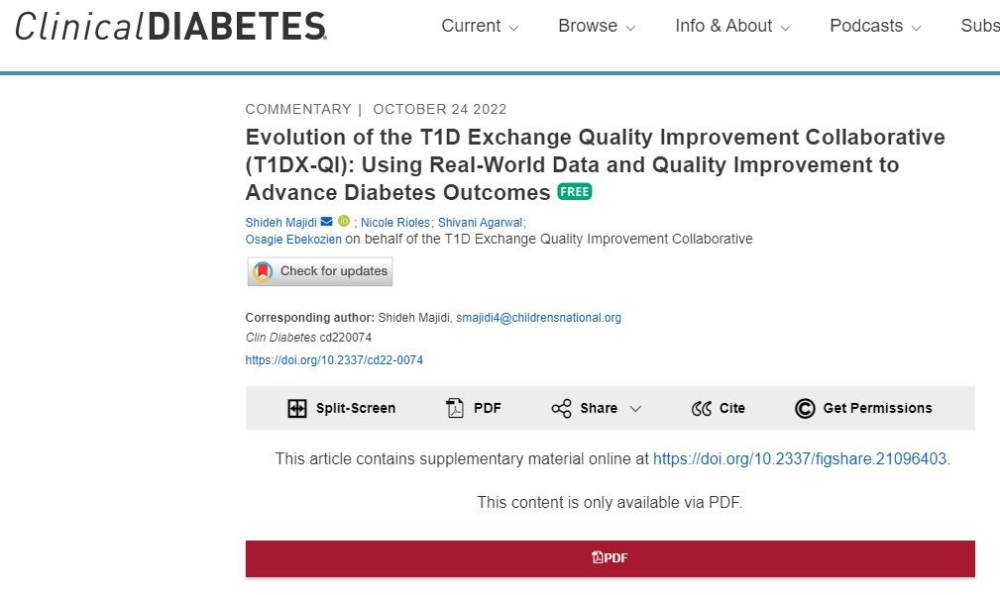 ClinicalDIABETES®
Current Browse Info & About Podcasts Subs
COMMENTARY | OCTOBER 24 2022
Evolution of the T1D Exchange Quality Improvement Collaborative
(T1DX-QI): Using Real-World Data and Quality Improvement to
Advance Diabetes Outcomes FREE
Shideh Majidi iD ; Nicole Rioles; Shivani Agarwal;
Osagie Ebekozien on behalf of the T1D Exchange Quality Improvement Collaborative
Check for updates
Corresponding author: Shideh Majidi, smajidi4@childrensnational.org
Clin Diabetes cd220074
https://doi.org/10.2337/cd22-0074
Split-Screen PDF Share Cite Get Permissions
This article contains supplementary material online at https://doi.org/10.2337/figshare.21096403.
This content is only available via PDF.
PDF